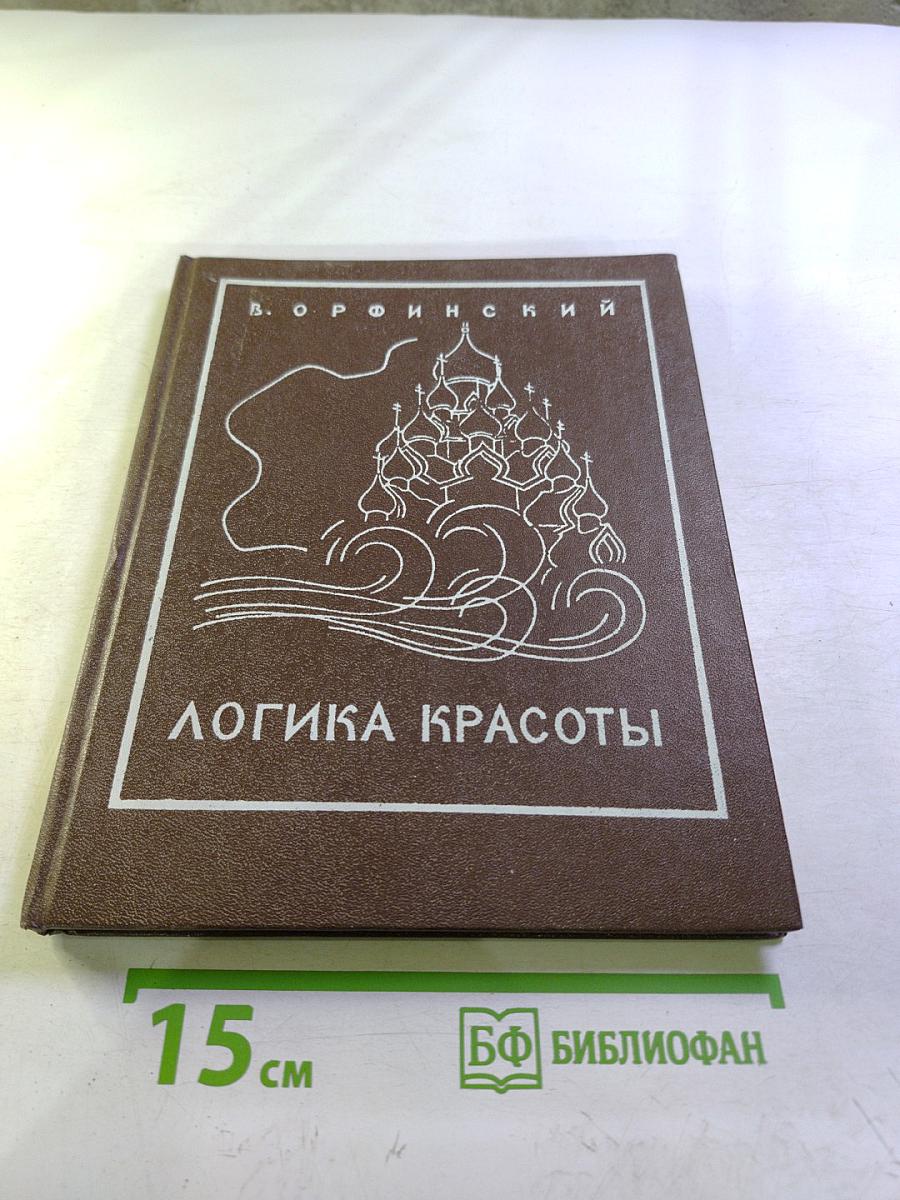 В. ОРФИНСКИЙ
ЛОГИКА КРАСОТЫ
15 см
БФ БИБЛИОФАН